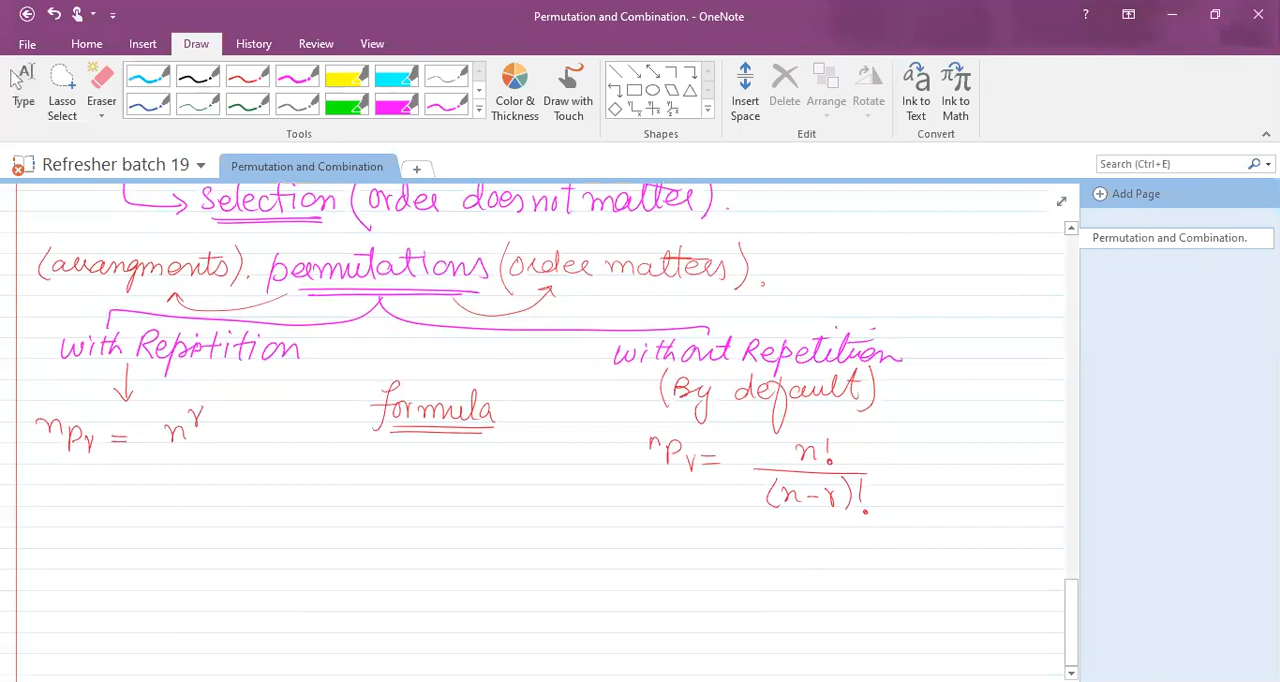 Permutation and Combination. - OneNote
?
File Home Insert Draw History Review View
Type Lasso Select Eraser Color & Thickness Draw with Touch Insert Space Delete Arrange Rotate Ink to Text Ink to Math
Tools Shapes Edit Convert
Refresher batch 19 Permutation and Combination + Search (Ctrl+E)
Add Page
Permutation and Combination.
Selection (order does not matter).
(arrangments). permutations (order matters).
with Repitition without Repetition
(By default)
formula
nPr = n^r nPr = n! / (n-r)!